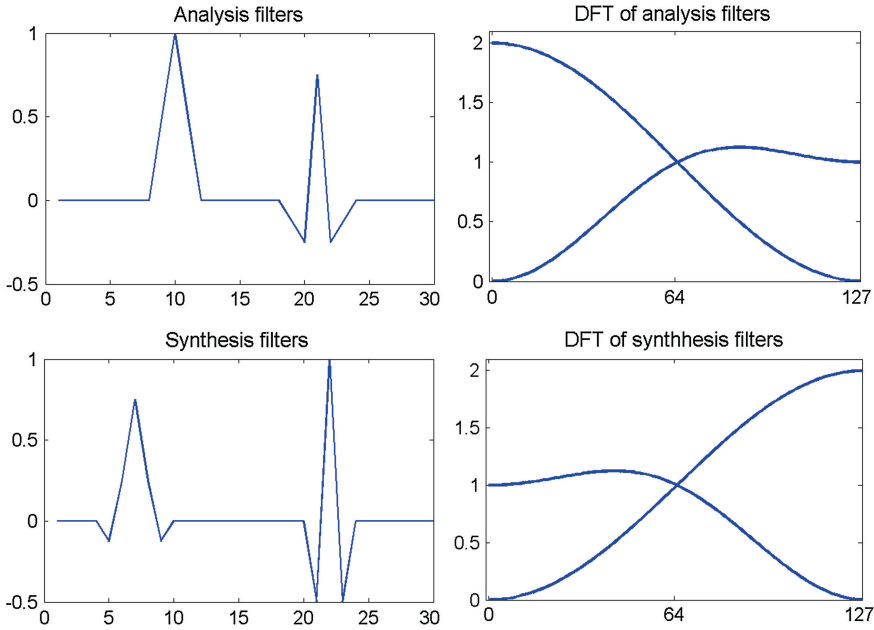 Analysis filters
1
0.5
0
-0.5
0 5 10 15 20 25 30
DFT of analysis filters
2
1.5
1
0.5
0
0 64 127
Synthesis filters
1
0.5
0
-0.5
0 5 10 15 20 25 30
DFT of synthhesis filters
2
1.5
1
0.5
0
0 64 127